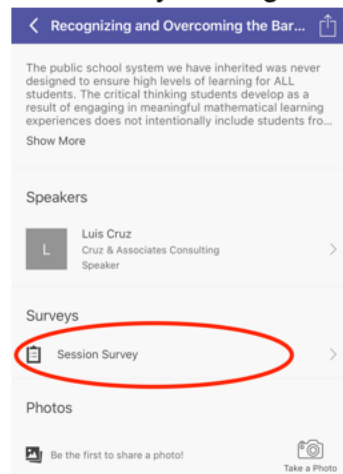 Recognizing and Overcoming the Bar...
The public school system we have inherited was never
designed to ensure high levels of learning for ALL
students. The critical thinking students develop as a
result of engaging in meaningful mathematical learning
experiences does not intentionally include students fro...
Show More
Speakers
L
Luis Cruz
Cruz & Associates Consulting
Speaker
Surveys
Session Survey
Photos
Be the first to share a photo!
Take a Photo